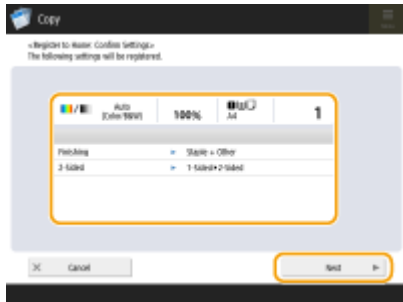 Copy
<Register to Home: Confirm Settings>
The following settings will be registered.
Auto
(Color/B&W)
100%
A4
1
Finishing ► Staple + Other
2-Sided ► 1-Sided►2-Sided
Cancel
Next